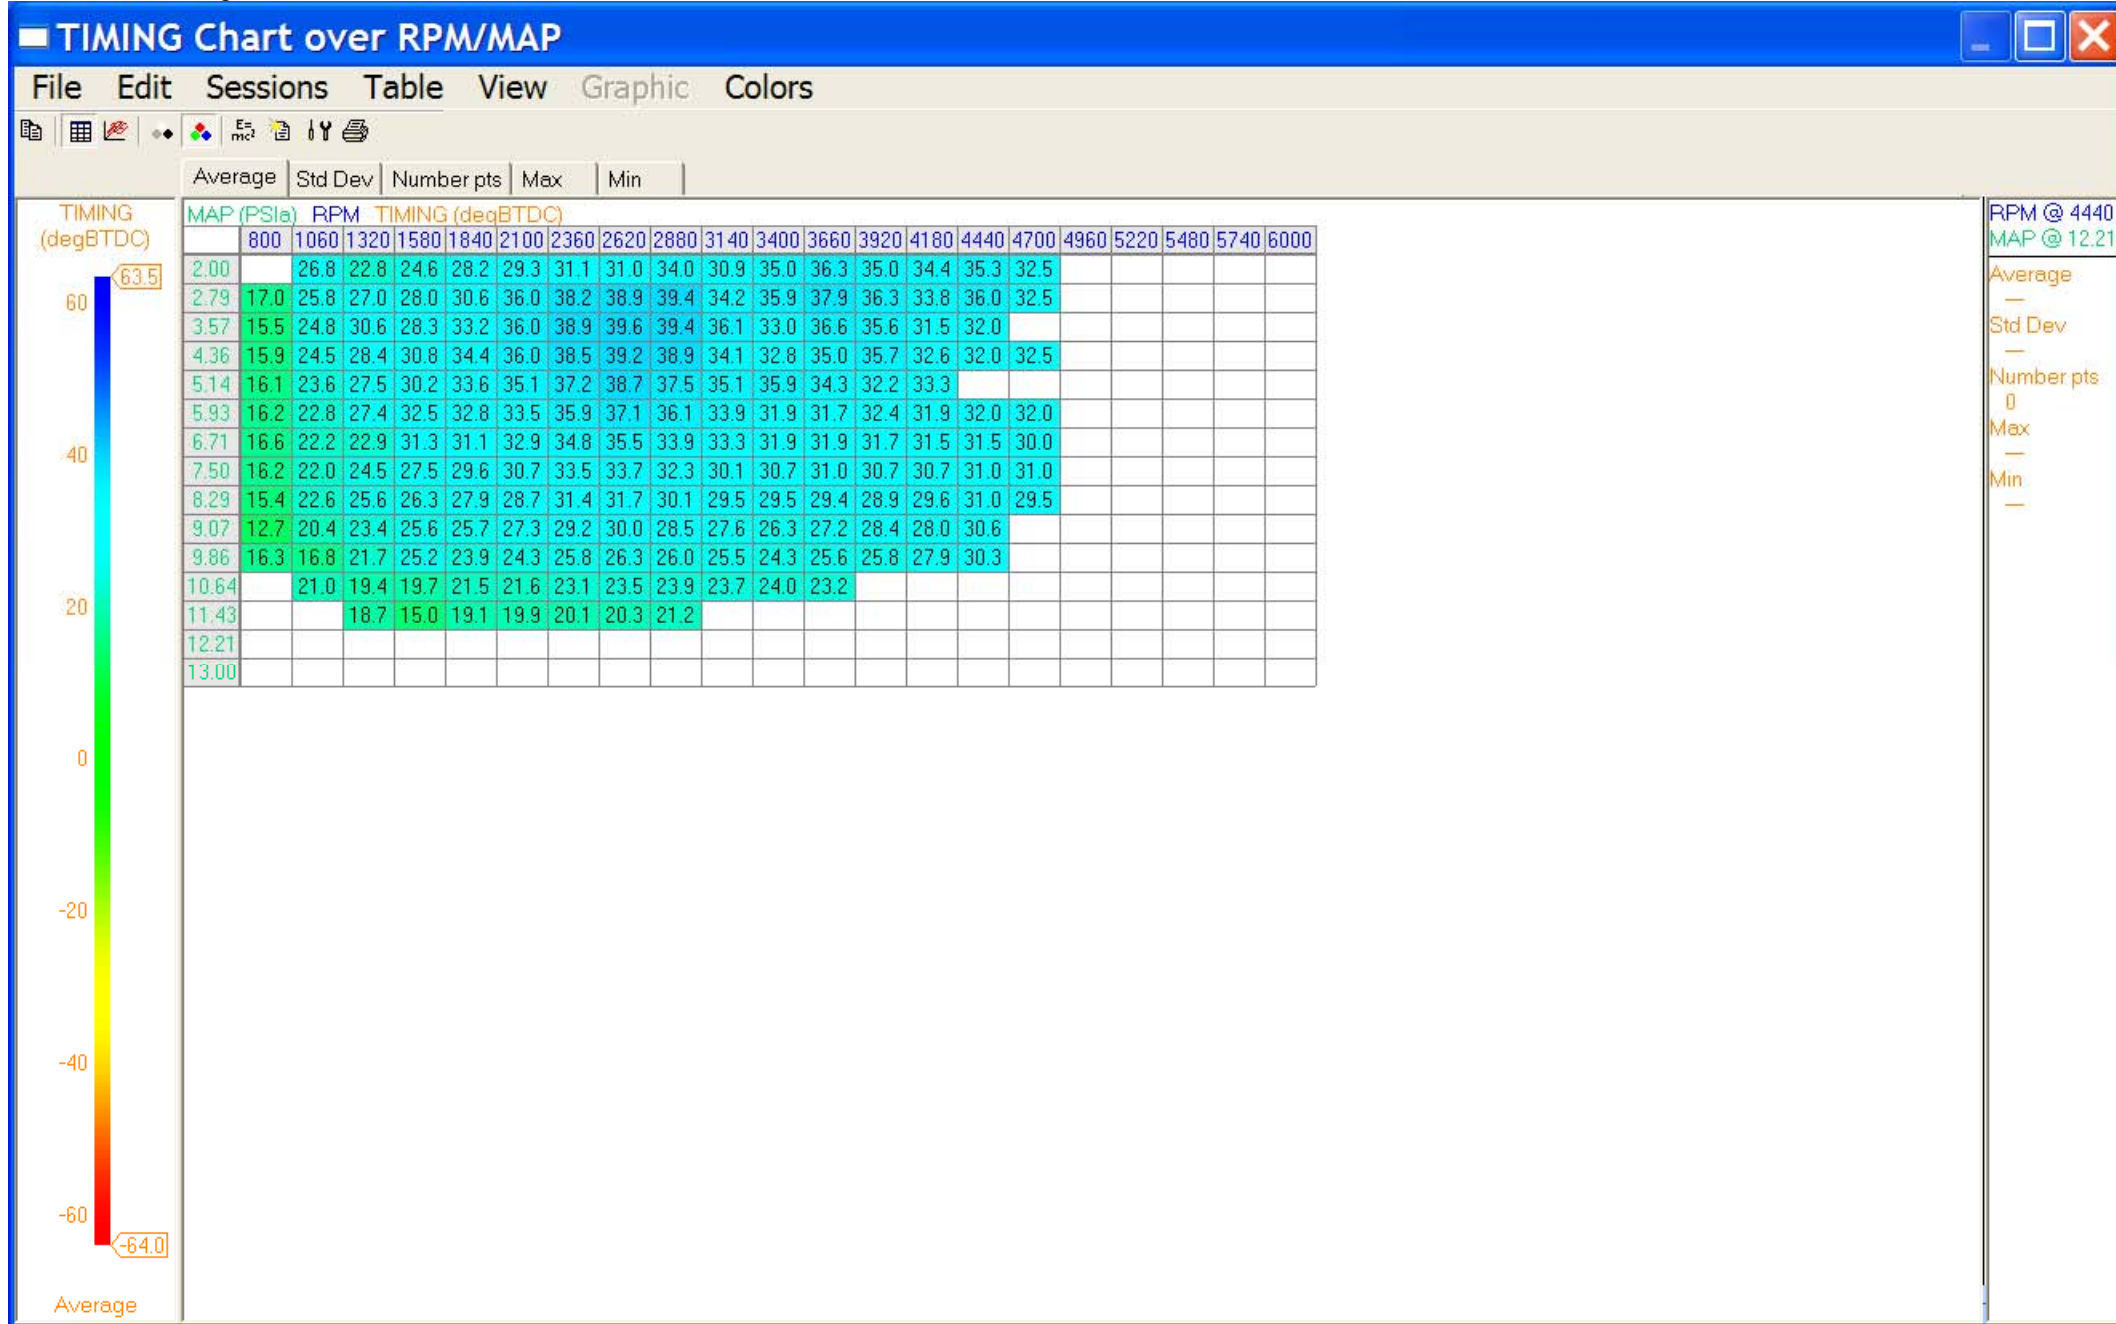 TIMING Chart over RPM/MAP
File Edit Sessions Table View Graphic Colors
E= mc²
Average Std Dev Number pts Max Min
TIMING
(degBTDC)
63.5
60
40
20
0
-20
-40
-60
-64.0
Average
MAP (PSIa) RPM TIMING (deqBTDC)
800 1060 1320 1580 1840 2100 2360 2620 2880 3140 3400 3660 3920 4180 4440 4700 4960 5220 5480 5740 6000
2.00 26.8 22.8 24.6 28.2 29.3 31.1 31.0 34.0 30.9 35.0 36.3 35.0 34.4 35.3 32.5
2.79 17.0 25.8 27.0 28.0 30.6 36.0 38.2 38.9 39.4 34.2 35.9 37.9 36.3 33.8 36.0 32.5
3.57 15.5 24.8 30.6 28.3 33.2 36.0 38.9 39.6 39.4 36.1 33.0 36.6 35.6 31.5 32.0
4.36 15.9 24.5 28.4 30.8 34.4 36.0 38.5 39.2 38.9 34.1 32.8 35.0 35.7 32.6 32.0 32.5
5.14 16.1 23.6 27.5 30.2 33.6 35.1 37.2 38.7 37.5 35.1 35.9 34.3 32.2 33.3
5.93 16.2 22.8 27.4 32.5 32.8 33.5 35.9 37.1 36.1 33.9 31.9 31.7 32.4 31.9 32.0 32.0
6.71 16.6 22.2 22.9 31.3 31.1 32.9 34.8 35.5 33.9 33.3 31.9 31.9 31.7 31.5 31.5 30.0
7.50 16.2 22.0 24.5 27.5 29.6 30.7 33.5 33.7 32.3 30.1 30.7 31.0 30.7 30.7 31.0 31.0
8.29 15.4 22.6 25.6 26.3 27.9 28.7 31.4 31.7 30.1 29.5 29.5 29.4 28.9 29.6 31.0 29.5
9.07 12.7 20.4 23.4 25.6 25.7 27.3 29.2 30.0 28.5 27.6 26.3 27.2 28.4 28.0 30.6
9.86 16.3 16.8 21.7 25.2 23.9 24.3 25.8 26.3 26.0 25.5 24.3 25.6 25.8 27.9 30.3
10.64 21.0 19.4 19.7 21.5 21.6 23.1 23.5 23.9 23.7 24.0 23.2
11.43 18.7 15.0 19.1 19.9 20.1 20.3 21.2
12.21
13.00
RPM @ 4440
MAP @ 12.21
Average
—
Std Dev
—
Number pts
0
Max
—
Min
—